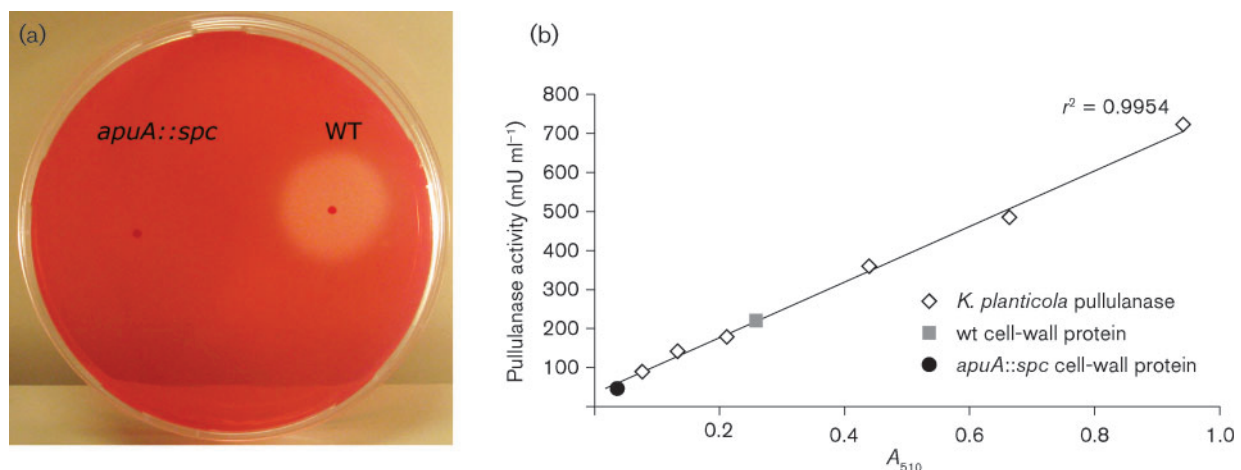 (a)
apuA::spc
WT
(b)
Pullulanase activity (mU ml⁻¹)
800
700
600
500
400
300
200
100
r² = 0.9954
K. planticola pullulanase
wt cell-wall protein
apuA::spc cell-wall protein
0.2
0.4
0.6
0.8
1.0
A₅₁₀